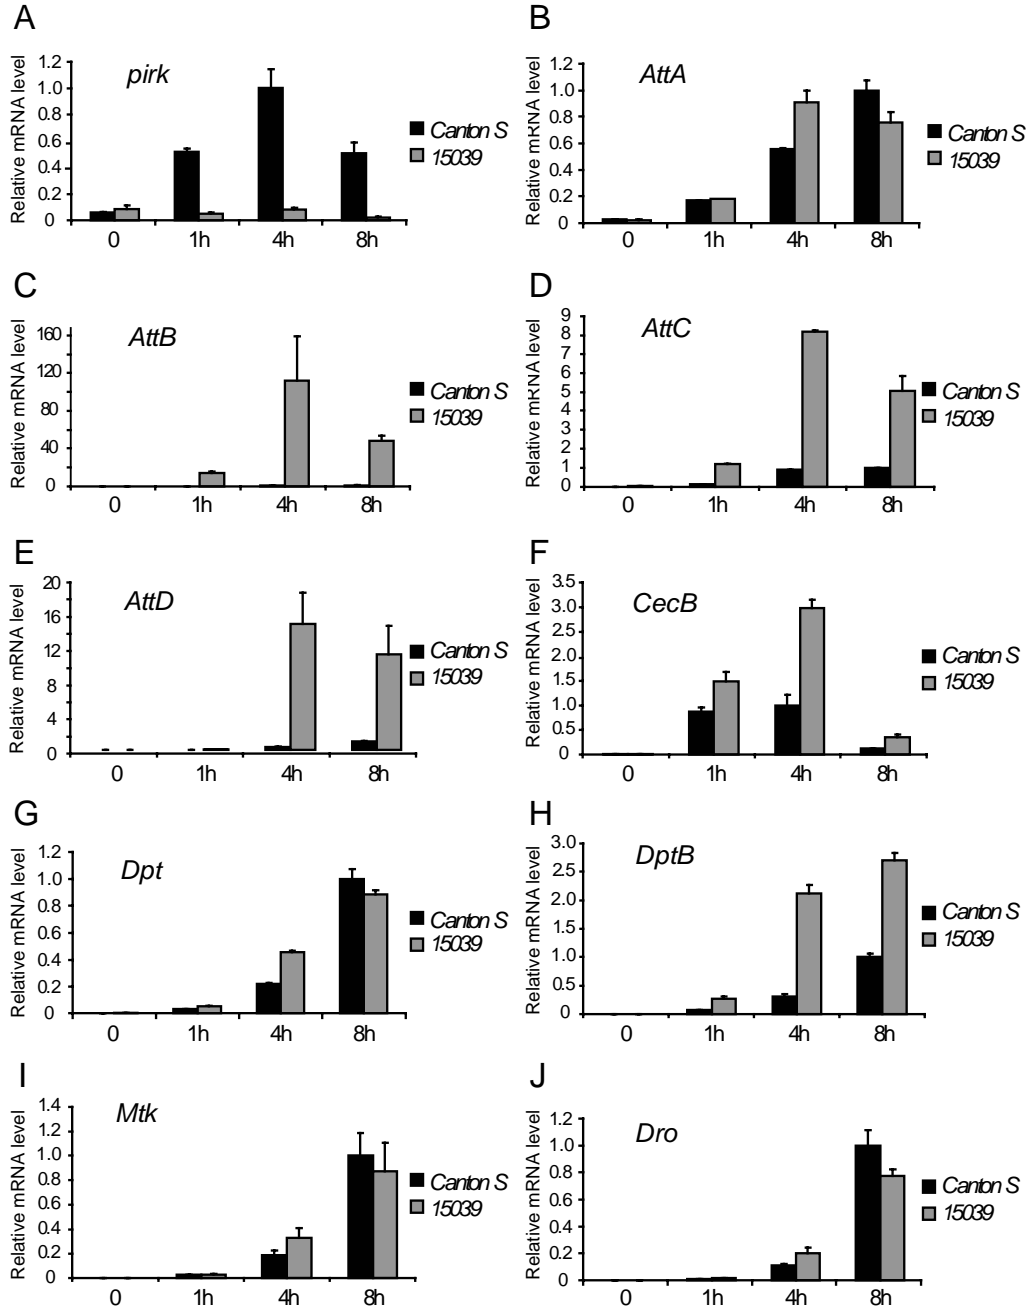 A
Relative mRNA level
pirk
1.2
1.0
0.8
0.6
0.4
0.2
0
0 1h 4h 8h
Canton S
15039
B
Relative mRNA level
AttA
1.2
1.0
0.8
0.6
0.4
0.2
0
0 1h 4h 8h
Canton S
15039
C
Relative mRNA level
AttB
160
120
80
40
0
0 1h 4h 8h
Canton S
15039
D
Relative mRNA level
AttC
9
8
7
6
5
4
3
2
1
0
0 1h 4h 8h
Canton S
15039
E
Relative mRNA level
AttD
20
16
12
8
4
0
0 1h 4h 8h
Canton S
15039
F
Relative mRNA level
CecB
3.5
3.0
2.5
2.0
1.5
1.0
0.5
0
0 1h 4h 8h
Canton S
15039
G
Relative mRNA level
Dpt
1.2
1.0
0.8
0.6
0.4
0.2
0
0 1h 4h 8h
Canton S
15039
H
Relative mRNA level
DptB
3.0
2.5
2.0
1.5
1.0
0.5
0
0 1h 4h 8h
Canton S
15039
I
Relative mRNA level
Mtk
1.4
1.2
1.0
0.8
0.6
0.4
0.2
0
0 1h 4h 8h
Canton S
15039
J
Relative mRNA level
Dro
1.2
1.0
0.8
0.6
0.4
0.2
0
0 1h 4h 8h
Canton S
15039